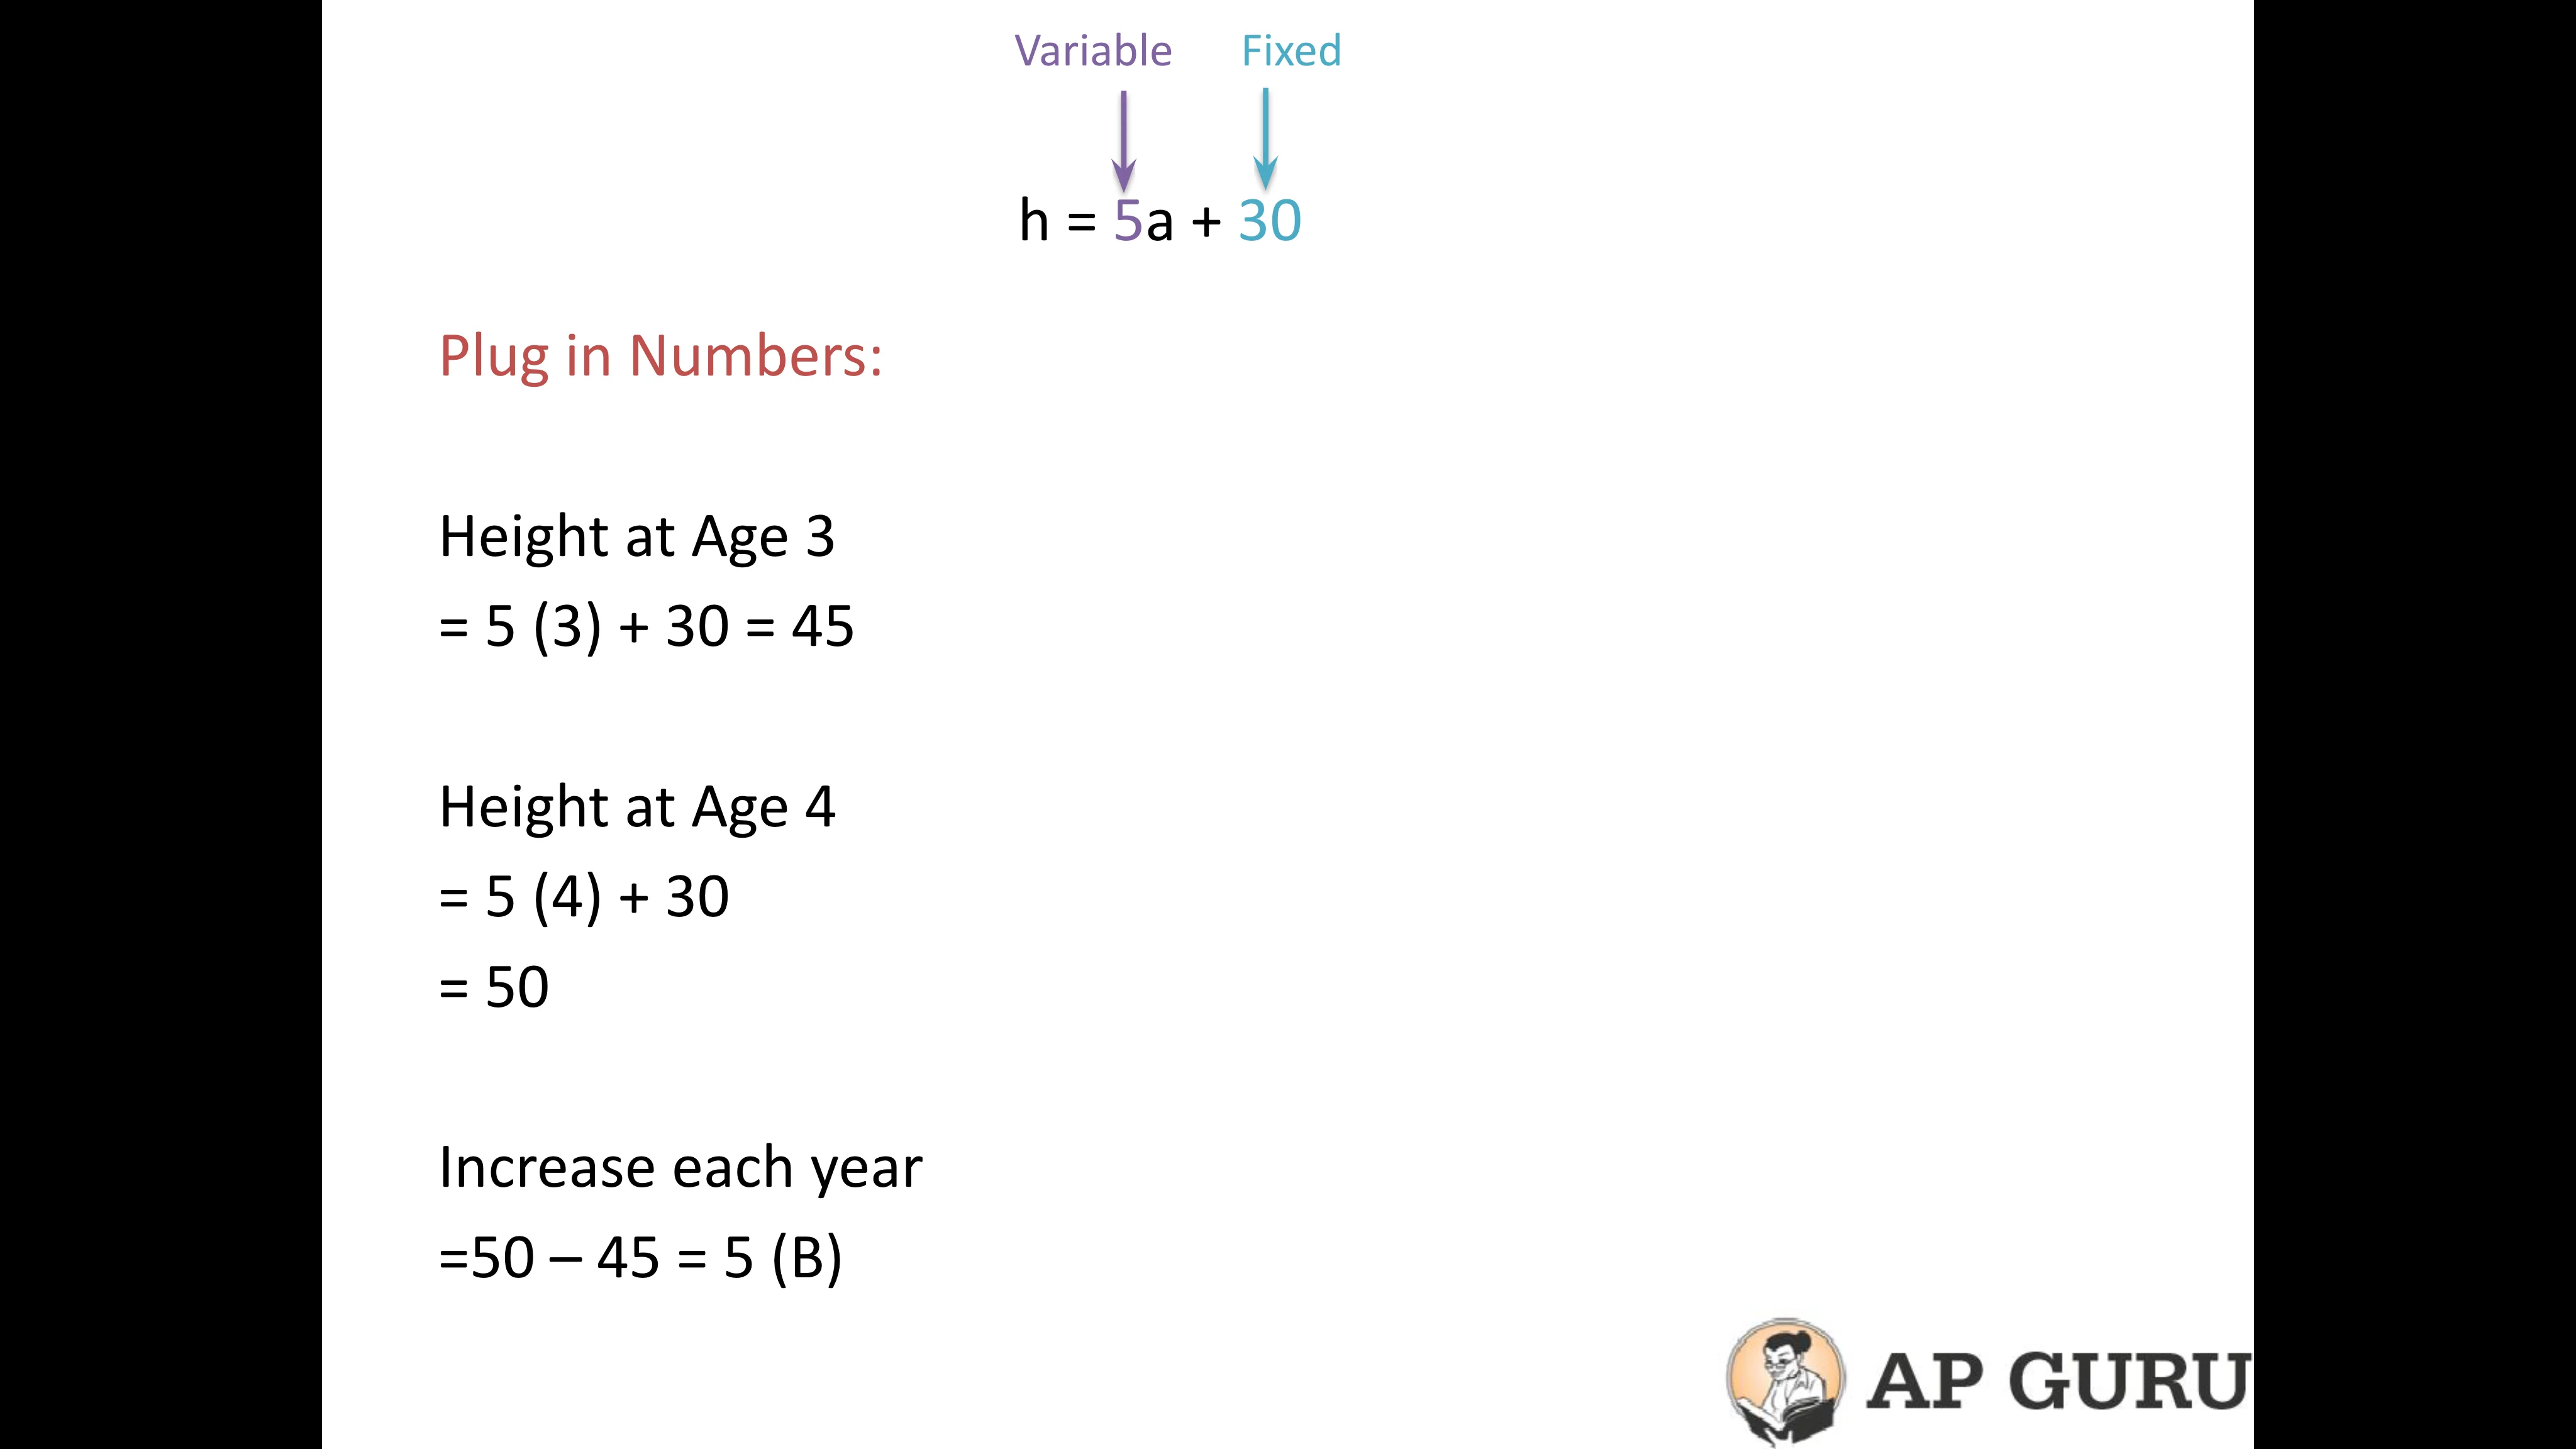 Variable Fixed
h = 5a + 30
Plug in Numbers:
Height at Age 3
= 5 (3) + 30 = 45
Height at Age 4
= 5 (4) + 30
= 50
Increase each year
=50 – 45 = 5 (B)
AP GURU